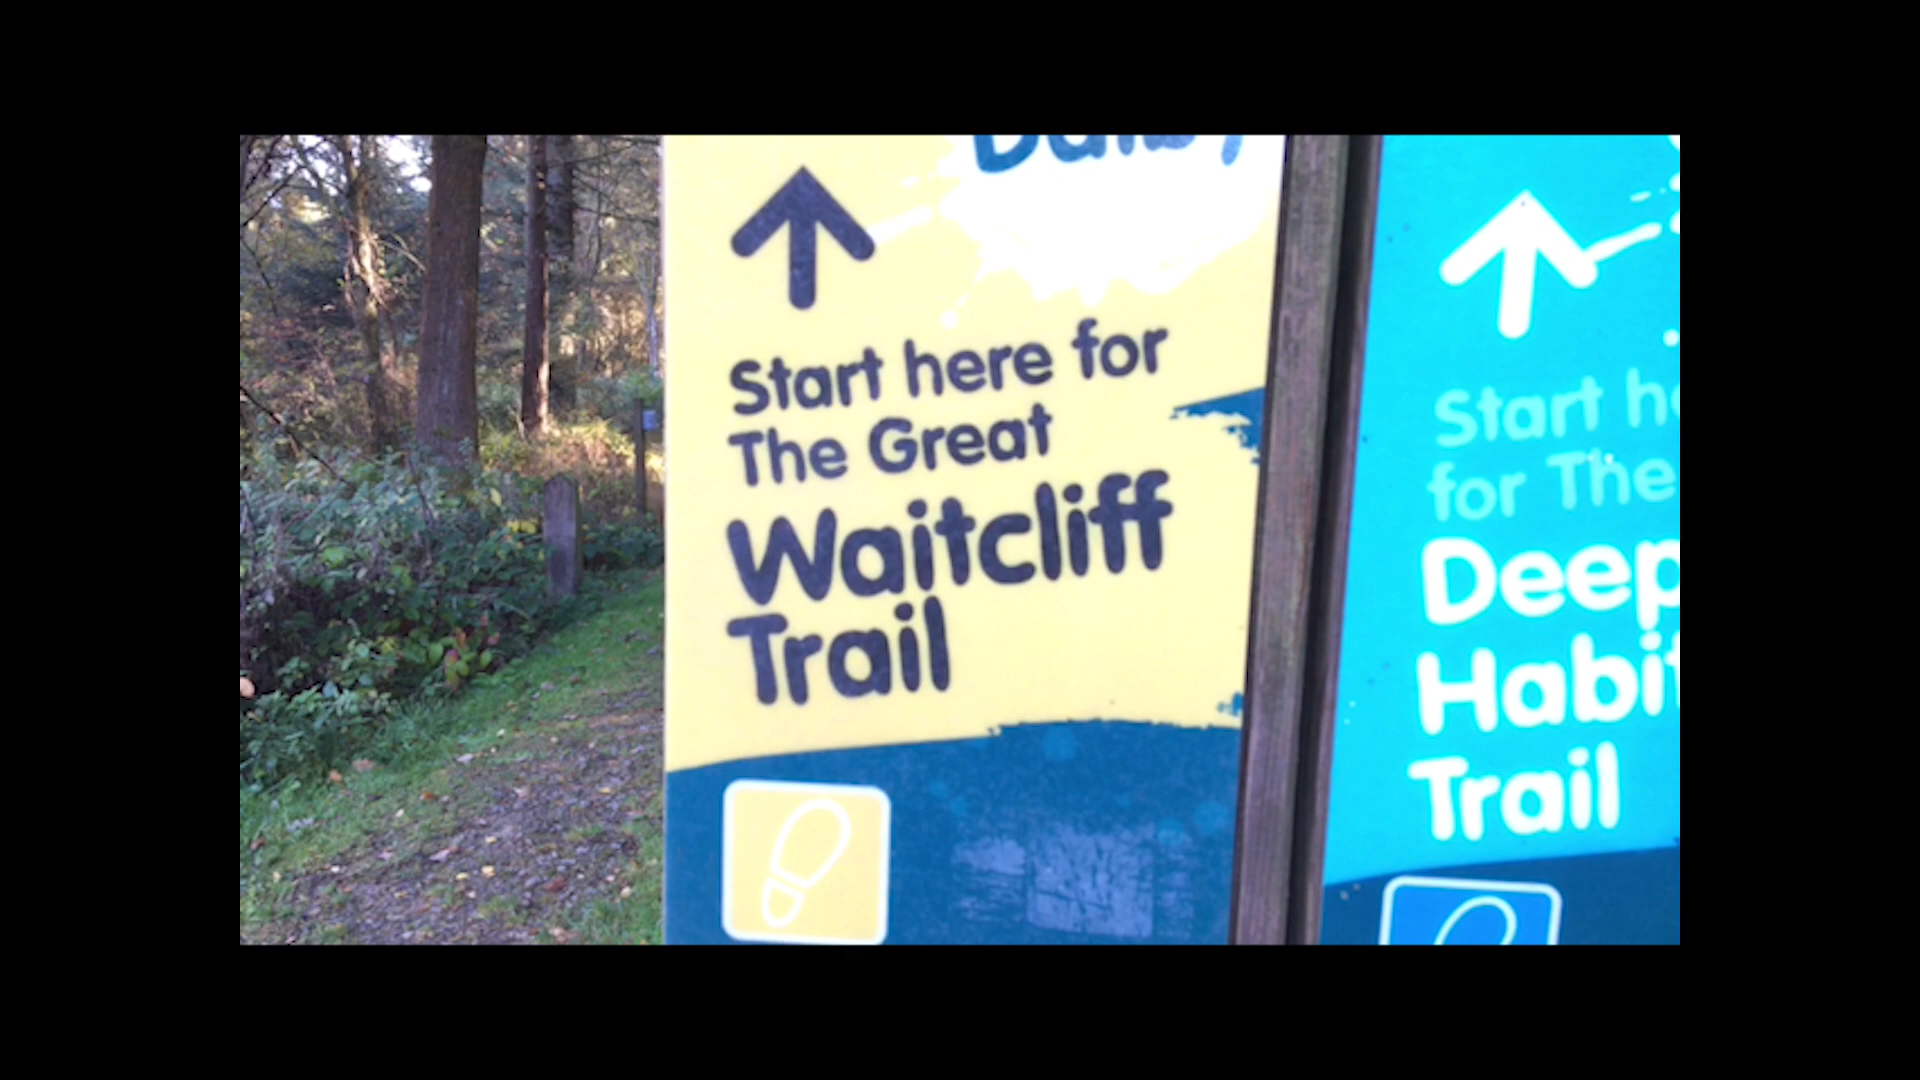 Start here for
The Great
Waitcliff
Trail
Start
for The
Deep
Habit
Trail